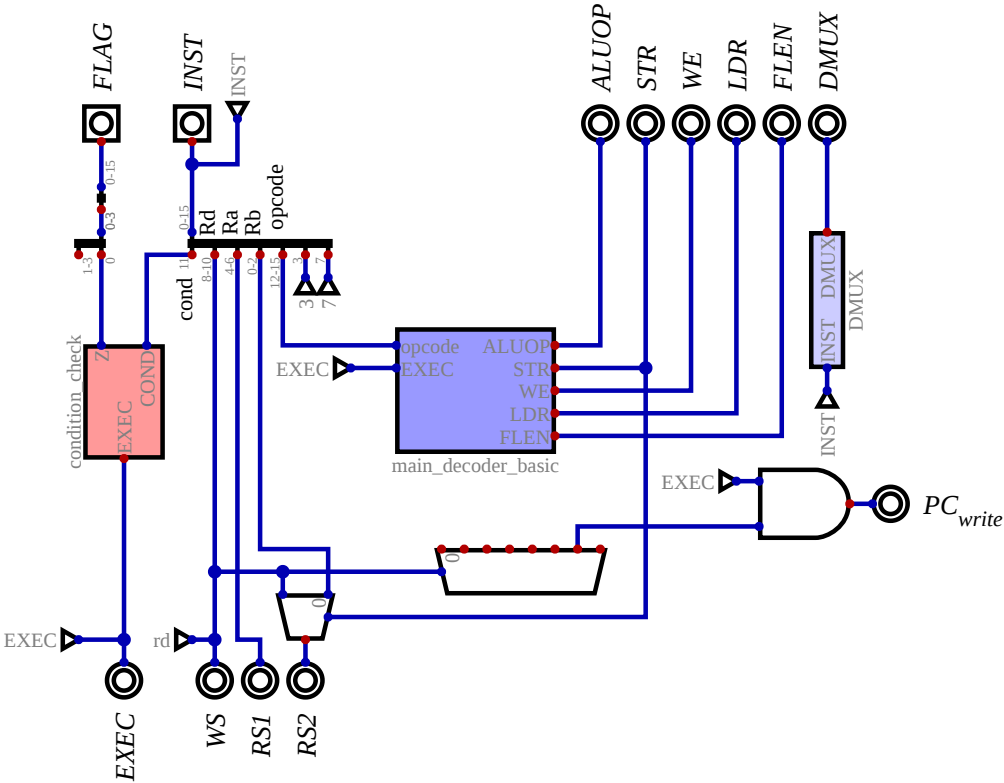 FLAG
INST
INST
ALUOP
STR
WE
LDR
FLEN
DMUX
0-15
0-3
1-3
0
0-15
Rd
Ra
Rb
opcode
11
8-10
4-6
0-2
12-15
3
7
cond
3
7
condition_check
Z
COND
EXEC
EXEC
opcode
EXEC
ALUOP
STR
WE
LDR
FLEN
main_decoder_basic
DMUX
INST
DMUX
INST
EXEC
PCwrite
0
0
EXEC
rd
EXEC
WS
RS1
RS2